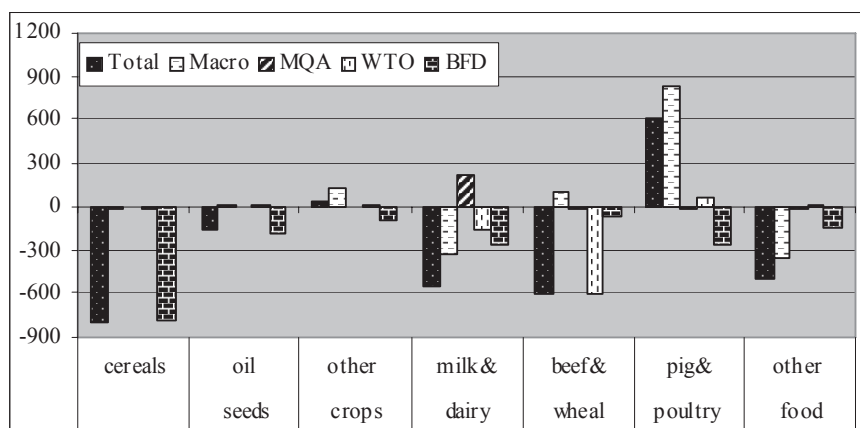 1200
900
600
300
0
-300
-600
-900
Total Macro MQA WTO BFD
cereals oil other milk& beef& pig& other
seeds crops dairy wheal poultry food